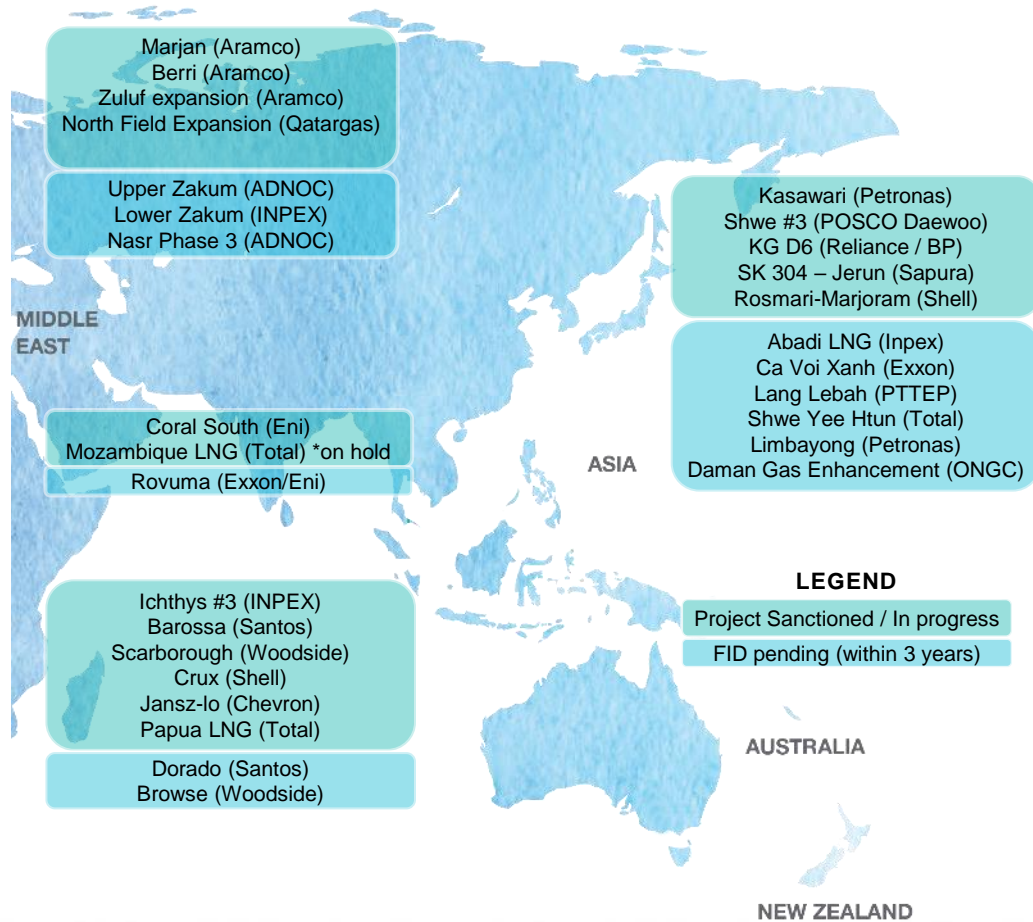 Marjan (Aramco)
Berri (Aramco)
Zuluf expansion (Aramco)
North Field Expansion (Qatargas)
Upper Zakum (ADNOC)
Lower Zakum (INPEX)
Nasr Phase 3 (ADNOC)
MIDDLE
EAST
Coral South (Eni)
Mozambique LNG (Total) *on hold
Rovuma (Exxon/Eni)
Ichthys #3 (INPEX)
Barossa (Santos)
Scarborough (Woodside)
Crux (Shell)
Jansz-lo (Chevron)
Papua LNG (Total)
Dorado (Santos)
Browse (Woodside)
Kasawari (Petronas)
Shwe #3 (POSCO Daewoo)
KG D6 (Reliance / BP)
SK 304 – Jerun (Sapura)
Rosmari-Marjoram (Shell)
Abadi LNG (Inpex)
Ca Voi Xanh (Exxon)
Lang Lebah (PTTEP)
Shwe Yee Htun (Total)
Limbayong (Petronas)
Daman Gas Enhancement (ONGC)
ASIA
LEGEND
Project Sanctioned / In progress
FID pending (within 3 years)
AUSTRALIA
NEW ZEALAND